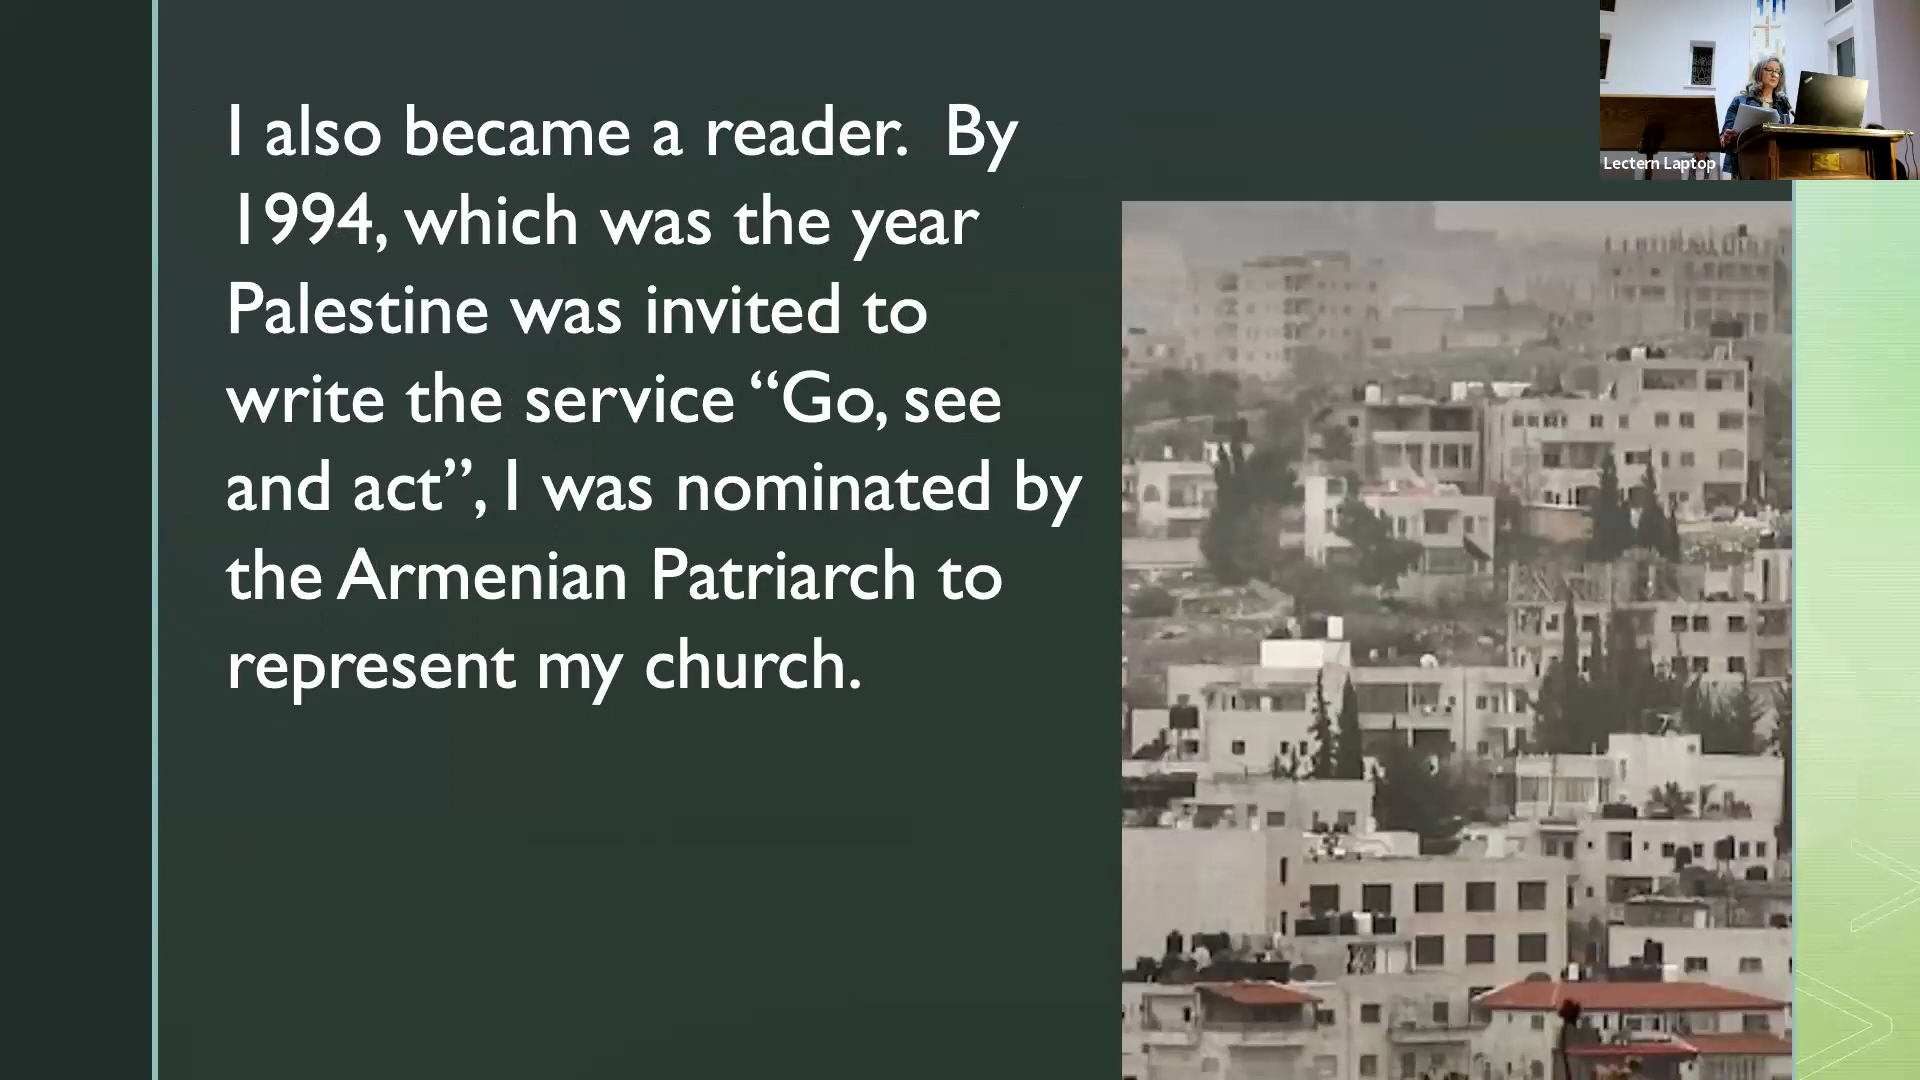 I also became a reader.  By
1994, which was the year
Palestine was invited to
write the service “Go, see
and act”, I was nominated by
the Armenian Patriarch to
represent my church.
Lectern Laptop